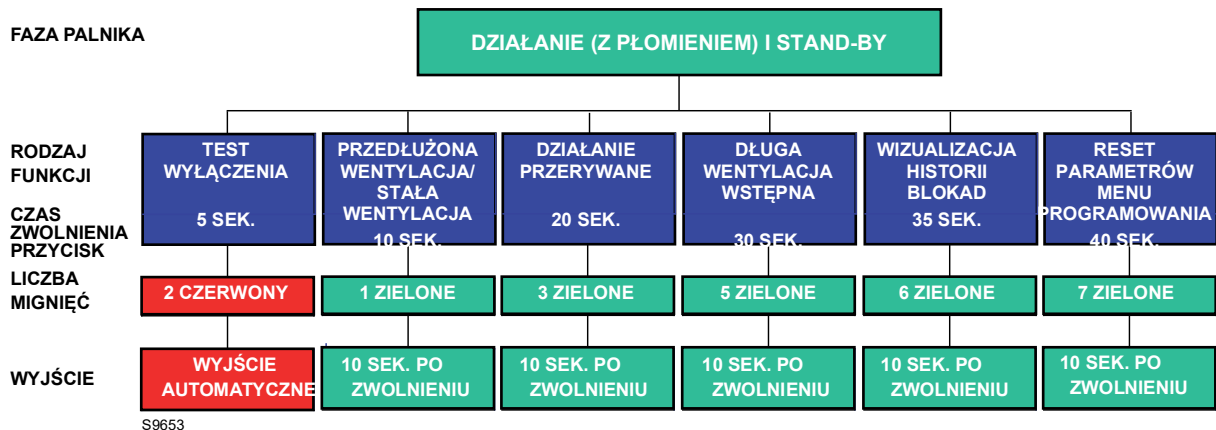 FAZA PALNIKA
DZIAŁANIE (Z PŁOMIENIEM) I STAND-BY
RODZAJ
FUNKCJI
TEST
WYŁĄCZENIA
PRZEDŁUŻONA
WENTYLACJA/
STAŁA
WENTYLACJA
DZIAŁANIE
PRZERYWANE
DŁUGA
WENTYLACJA
WSTĘPNA
WIZUALIZACJA
HISTORII
BLOKAD
RESET
PARAMETRÓW
MENU
PROGRAMOWANIA
CZAS
ZWOLNIENIA
PRZYCISK
5 SEK.
10 SEK.
20 SEK.
30 SEK.
35 SEK.
40 SEK.
LICZBA
MIGNIĘĆ
2 CZERWONY
1 ZIELONE
3 ZIELONE
5 ZIELONE
6 ZIELONE
7 ZIELONE
WYJŚCIE
WYJŚCIE
AUTOMATYCZNE
10 SEK. PO
ZWOLNIENIU
10 SEK. PO
ZWOLNIENIU
10 SEK. PO
ZWOLNIENIU
10 SEK. PO
ZWOLNIENIU
10 SEK. PO
ZWOLNIENIU
S9653